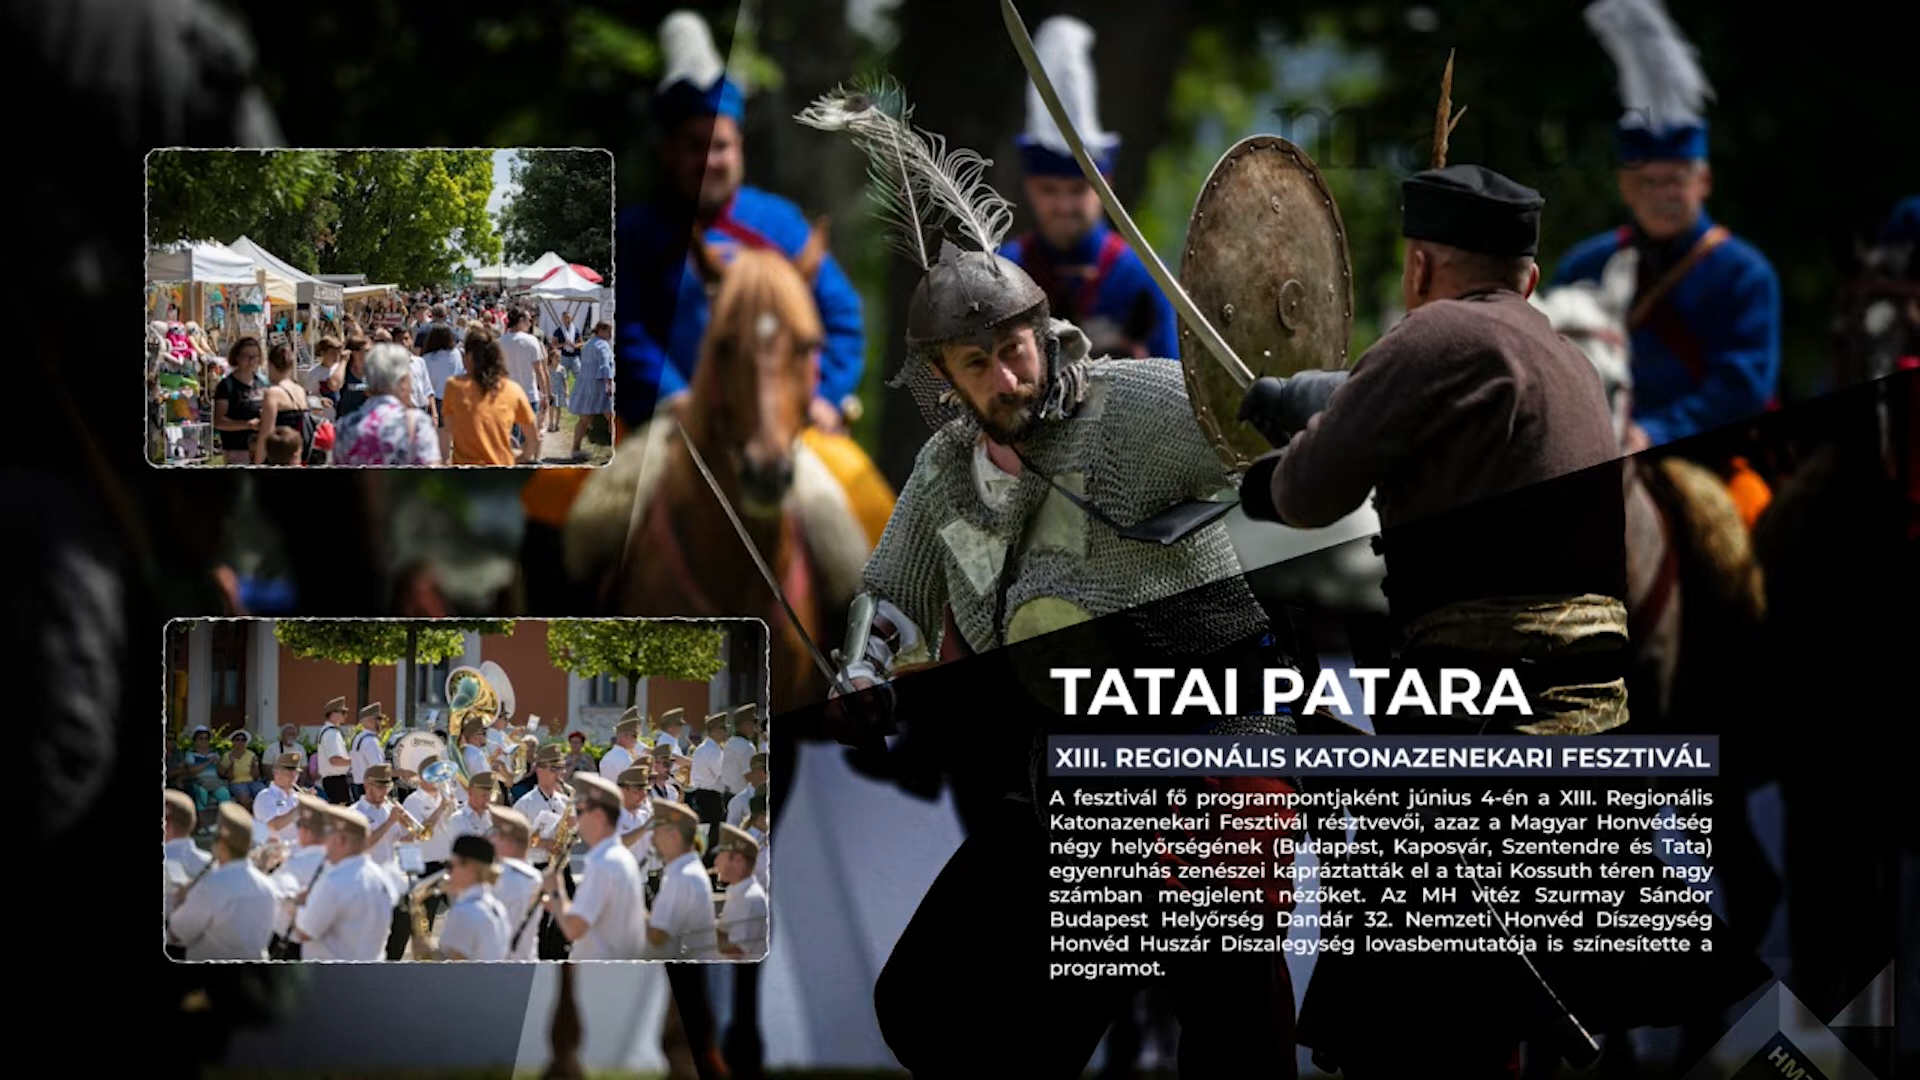 TATAI PATARA
XIII. REGIONÁLIS KATONAZENEKARI FESZTIVÁL
A fesztivál fő programpontjaként június 4-én a XIII. Regionális
Katonazenekari Fesztivál résztvevői, azaz a Magyar Honvédség
négy helyőrségének (Budapest, Kaposvár, Szentendre és Tata)
egyenruhás zenészei kápráztatták el a tatai Kossuth téren nagy
számban megjelent nézőket. Az MH vitéz Szurmay Sándor
Budapest Helyőrség Dandár 32. Nemzeti Honvéd Díszegység
Honvéd Huszár Díszalegység lovasbemutatója is színesítette a
programot.